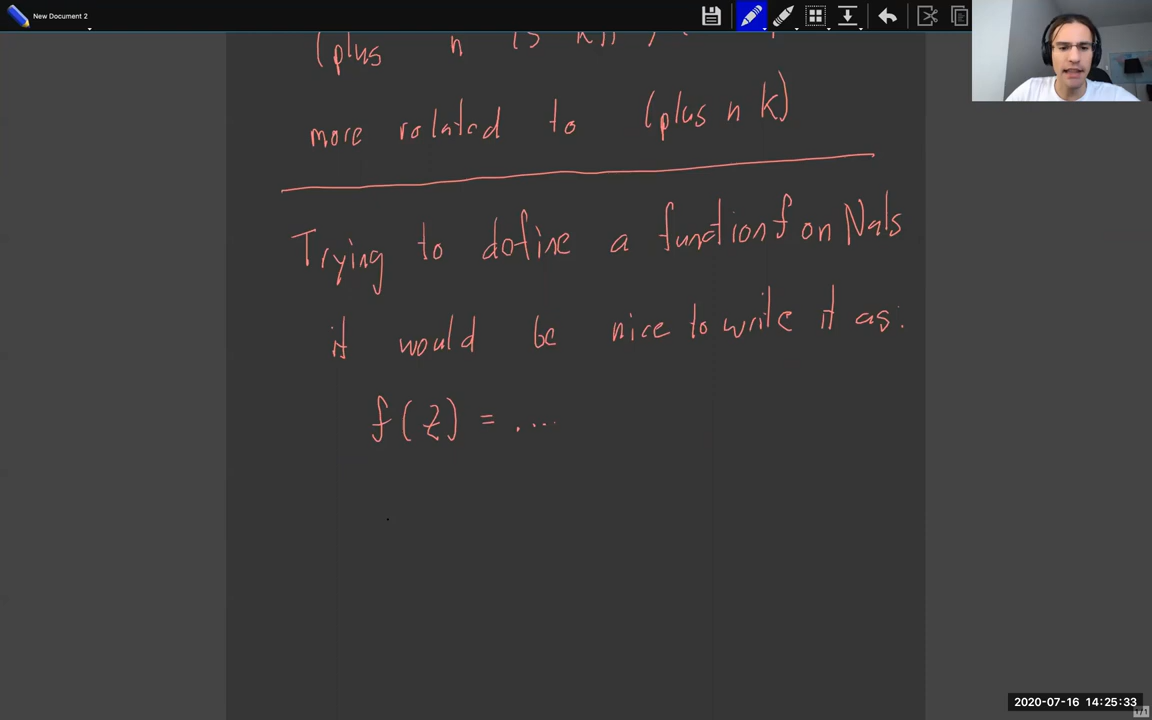 New Document 2
(plus n (S k))
more related to (plus n k)
Trying to define a function f on Nats
it would be nice to write it as:
f(Z) = ....
2020-07-16 14:25:33